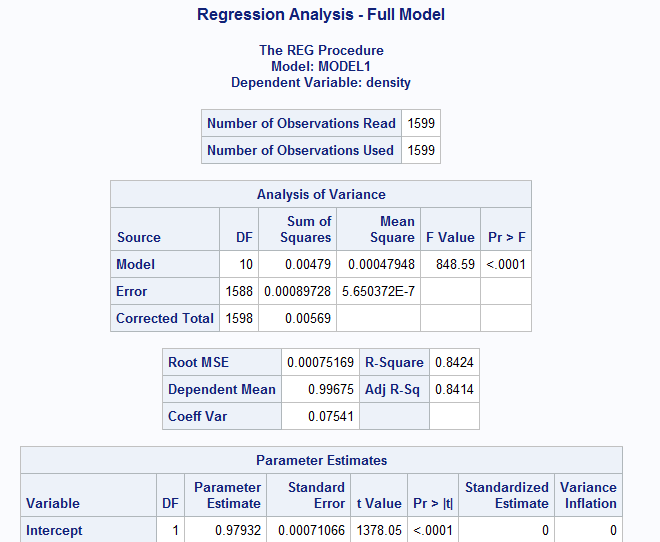 Regression Analysis - Full Model
The REG Procedure
Model: MODEL1
Dependent Variable: density
Number of Observations Read 1599
Number of Observations Used 1599
Analysis of Variance
Source DF Sum of Squares Mean Square F Value Pr > F
Model 10 0.00479 0.00047948 848.59 <.0001
Error 1588 0.00089728 5.650372E-7
Corrected Total 1598 0.00569
Root MSE 0.00075169 R-Square 0.8424
Dependent Mean 0.99675 Adj R-Sq 0.8414
Coeff Var 0.07541
Parameter Estimates
Variable DF Parameter Estimate Standard Error t Value Pr > |t| Standardized Estimate Variance Inflation
Intercept 1 0.97932 0.00071066 1378.05 <.0001 0 0